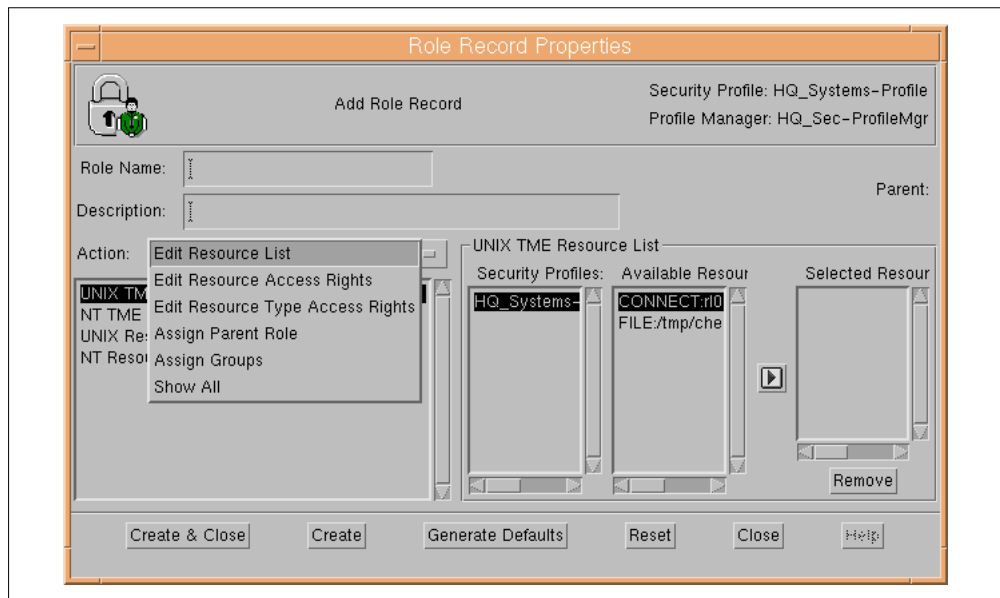 Role Record Properties
Add Role Record
Security Profile: HQ_Systems-Profile
Profile Manager: HQ_Sec-ProfileMgr
Role Name:
Parent:
Description:
Action:
Edit Resource List
Edit Resource Access Rights
Edit Resource Type Access Rights
Assign Parent Role
Assign Groups
Show All
UNIX TM
NT TME
UNIX Re
NT Reso
UNIX TME Resource List
Security Profiles:
Available Resour
Selected Resour
HQ_Systems-
CONNECT:rl0
FILE:/tmp/che
Remove
Create & Close
Create
Generate Defaults
Reset
Close
Help